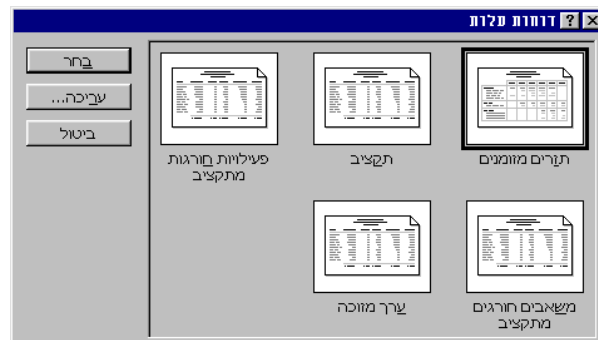 דוחות עלות
תזרים מזומנים
תקציב
פעילויות חורגות
מתקציב
משאבים חורגים
מתקציב
ערך מזוכה
בחר
עריכה...
ביטול